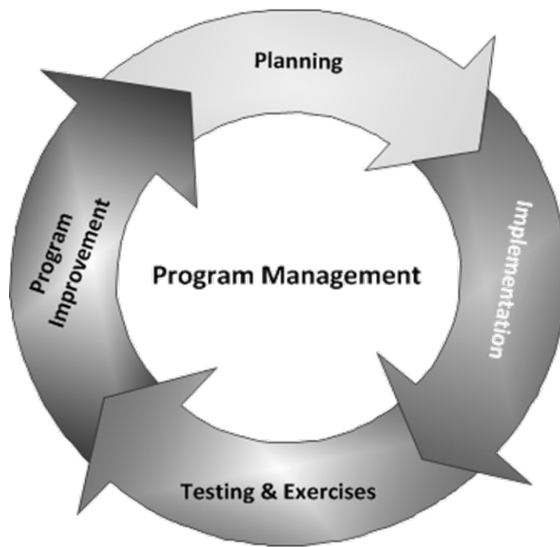 Planning
Implementation
Testing & Exercises
Program
Improvement
Program Management